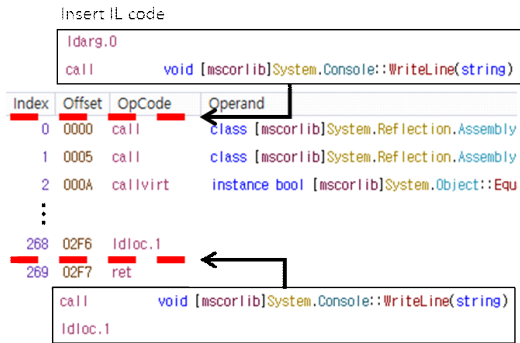 Insert IL code
ldarg.0
call void [mscorlib]System.Console::WriteLine(string)
Index Offset OpCode Operand
0 0000 call class [mscorlib]System.Reflection.Assembly
1 0005 call class [mscorlib]System.Reflection.Assembly
2 000A callvirt instance bool [mscorlib]System.Object::Equ
⋮
268 02F6 ldloc.1
269 02F7 ret
call void [mscorlib]System.Console::WriteLine(string)
ldloc.1